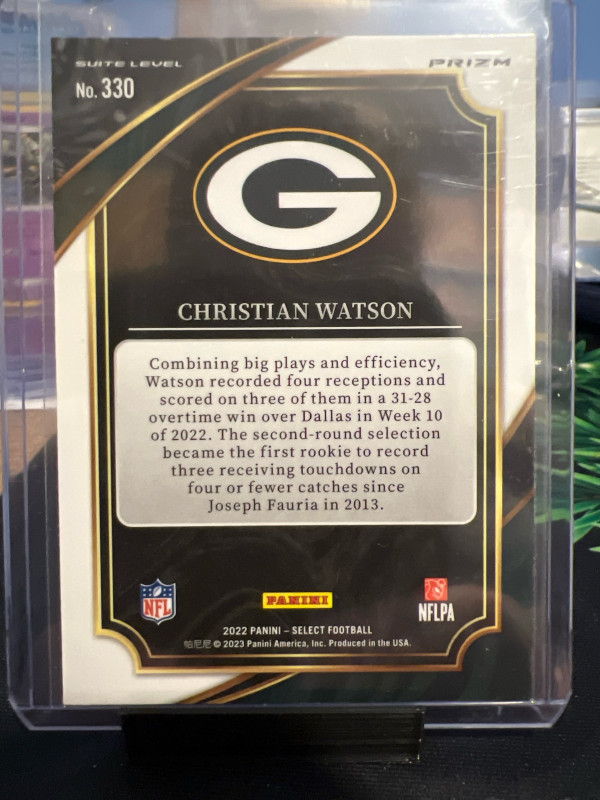 SUITE LEVEL
PRIZM
No. 330
G
CHRISTIAN WATSON
Combining big plays and efficiency,
Watson recorded four receptions and
scored on three of them in a 31-28
overtime win over Dallas in Week 10
of 2022. The second-round selection
became the first rookie to record
three receiving touchdowns on
four or fewer catches since
Joseph Fauria in 2013.
NFL
PANINI
NFLPA
2022 PANINI – SELECT FOOTBALL
帕尼尼 © 2023 Panini America, Inc. Produced in the USA.